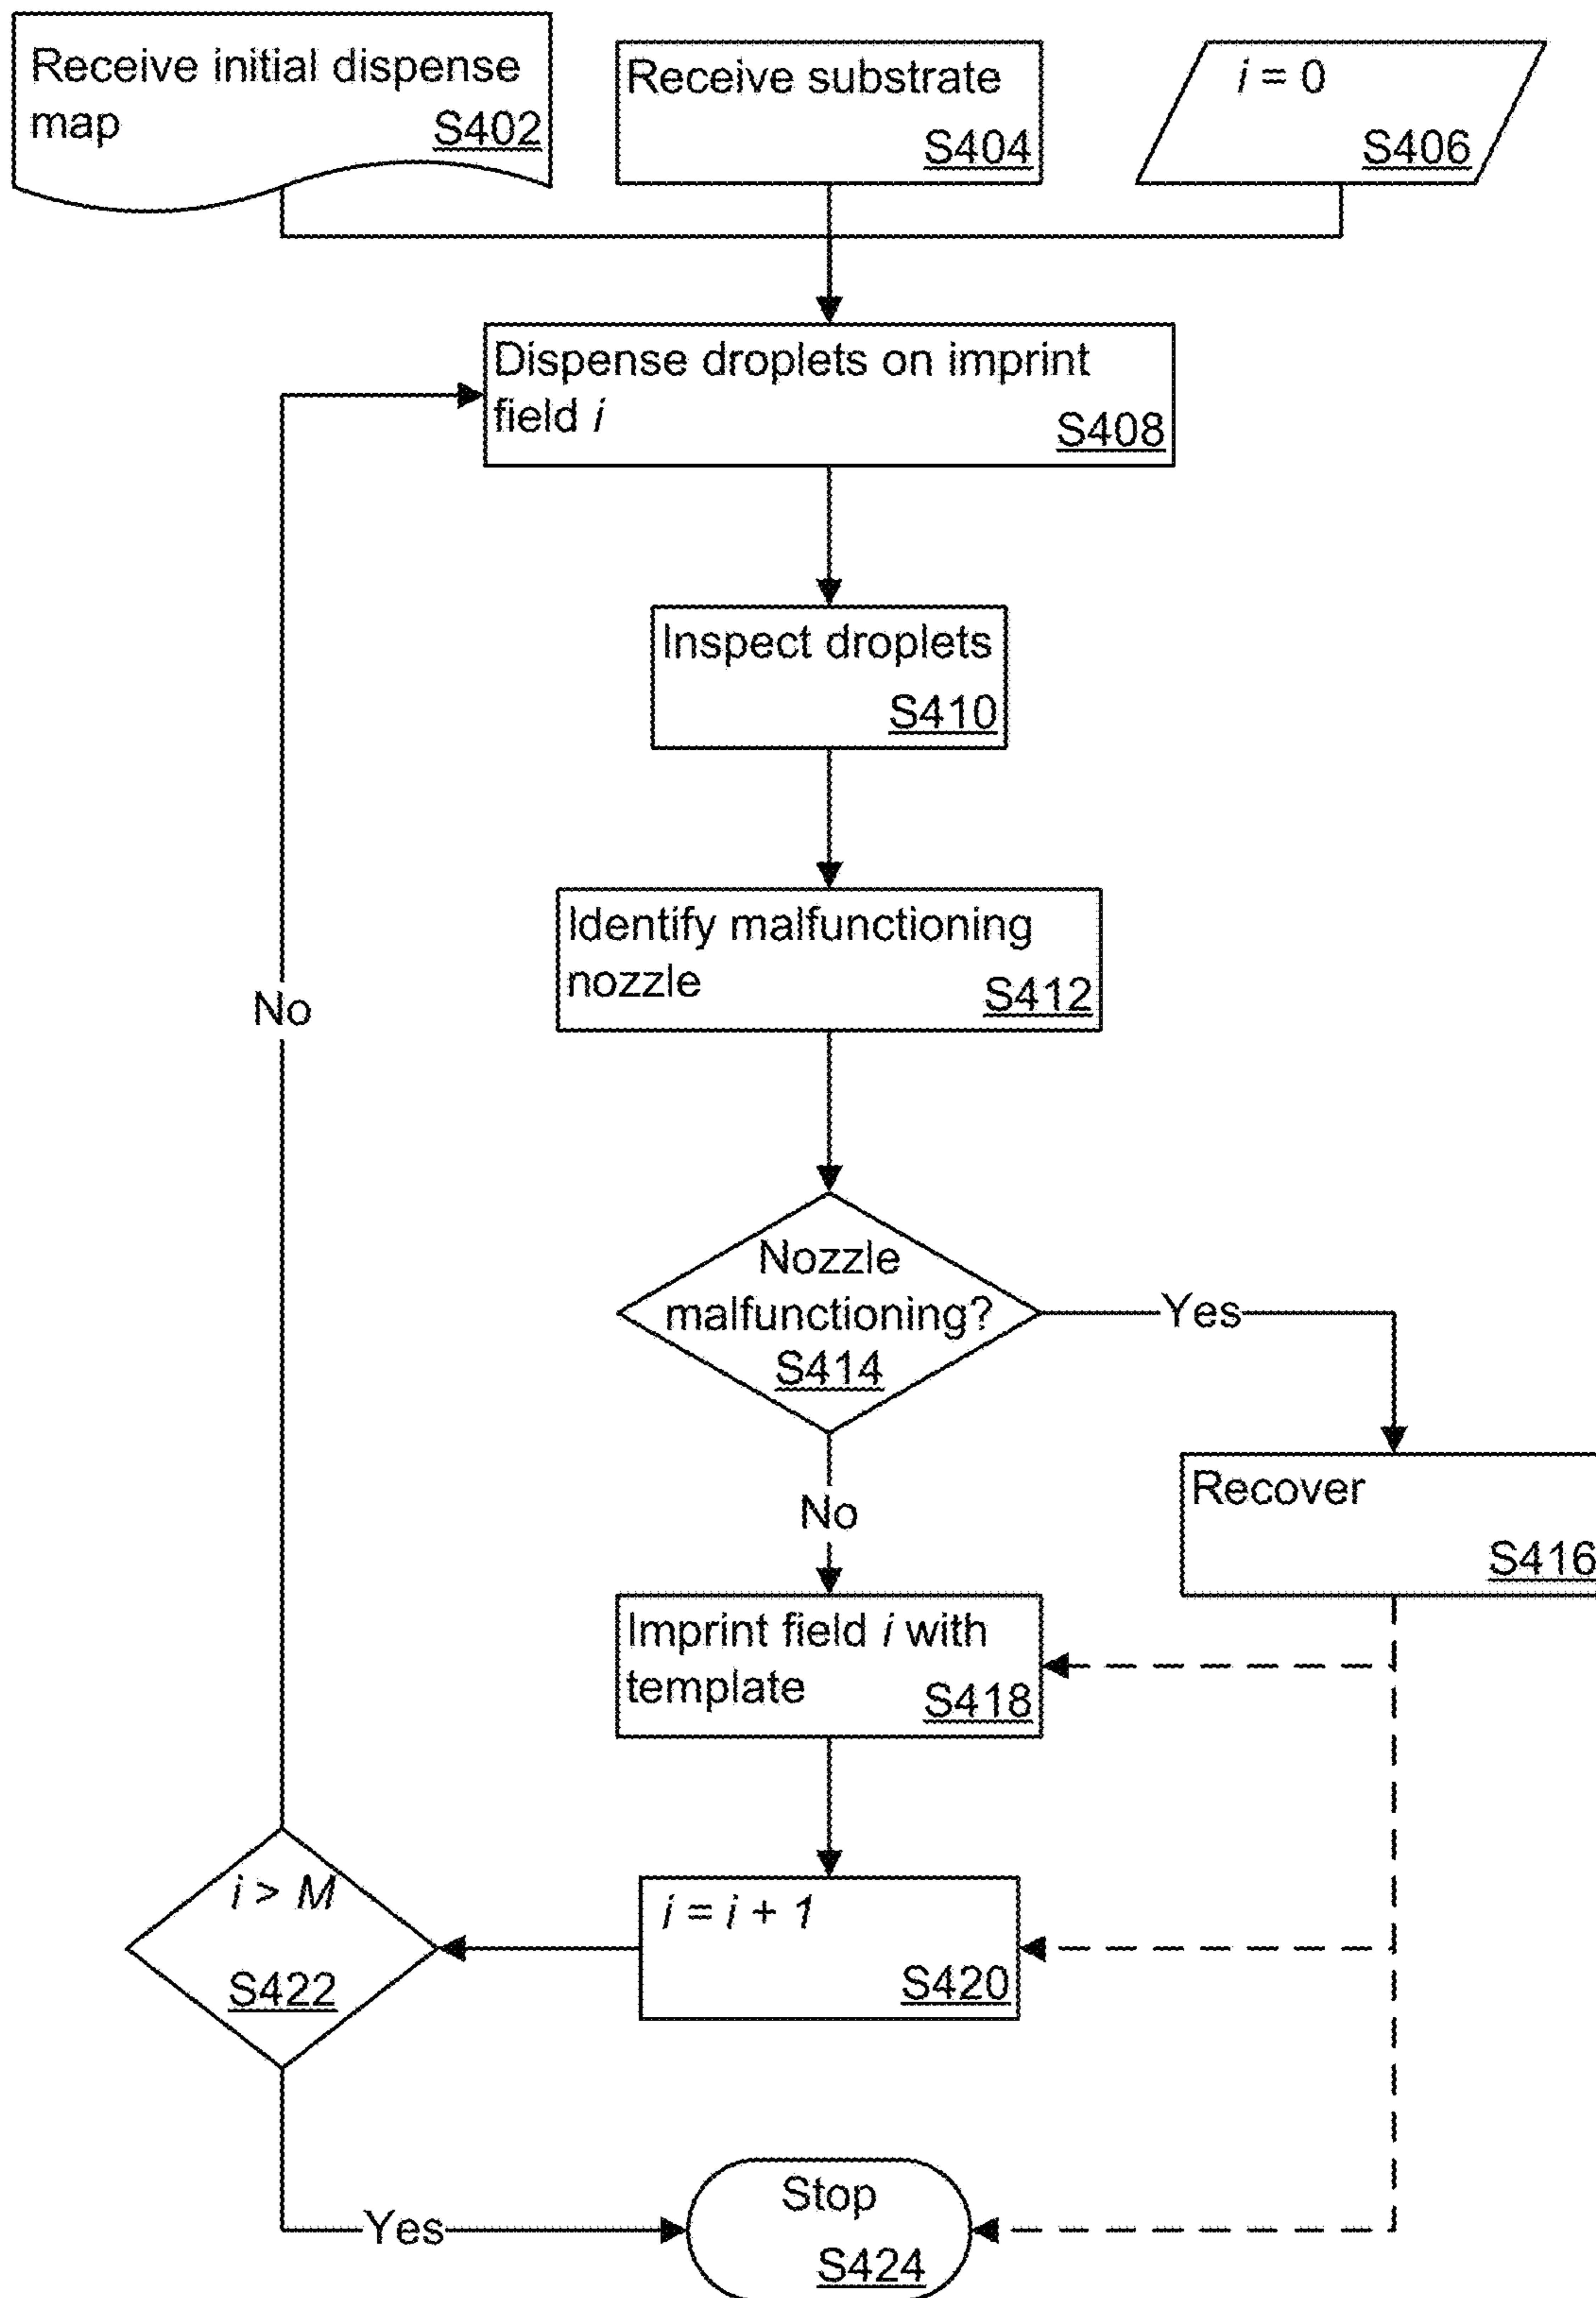 Receive initial dispense
map
S402
Receive substrate
S404
i = 0
S406
Dispense droplets on imprint
field i
S408
Inspect droplets
S410
Identify malfunctioning
nozzle
S412
No
Nozzle
malfunctioning?
S414
Yes
No
Recover
S416
Imprint field i with
template
S418
i > M
S422
i = i + 1
S420
Yes
Stop
S424